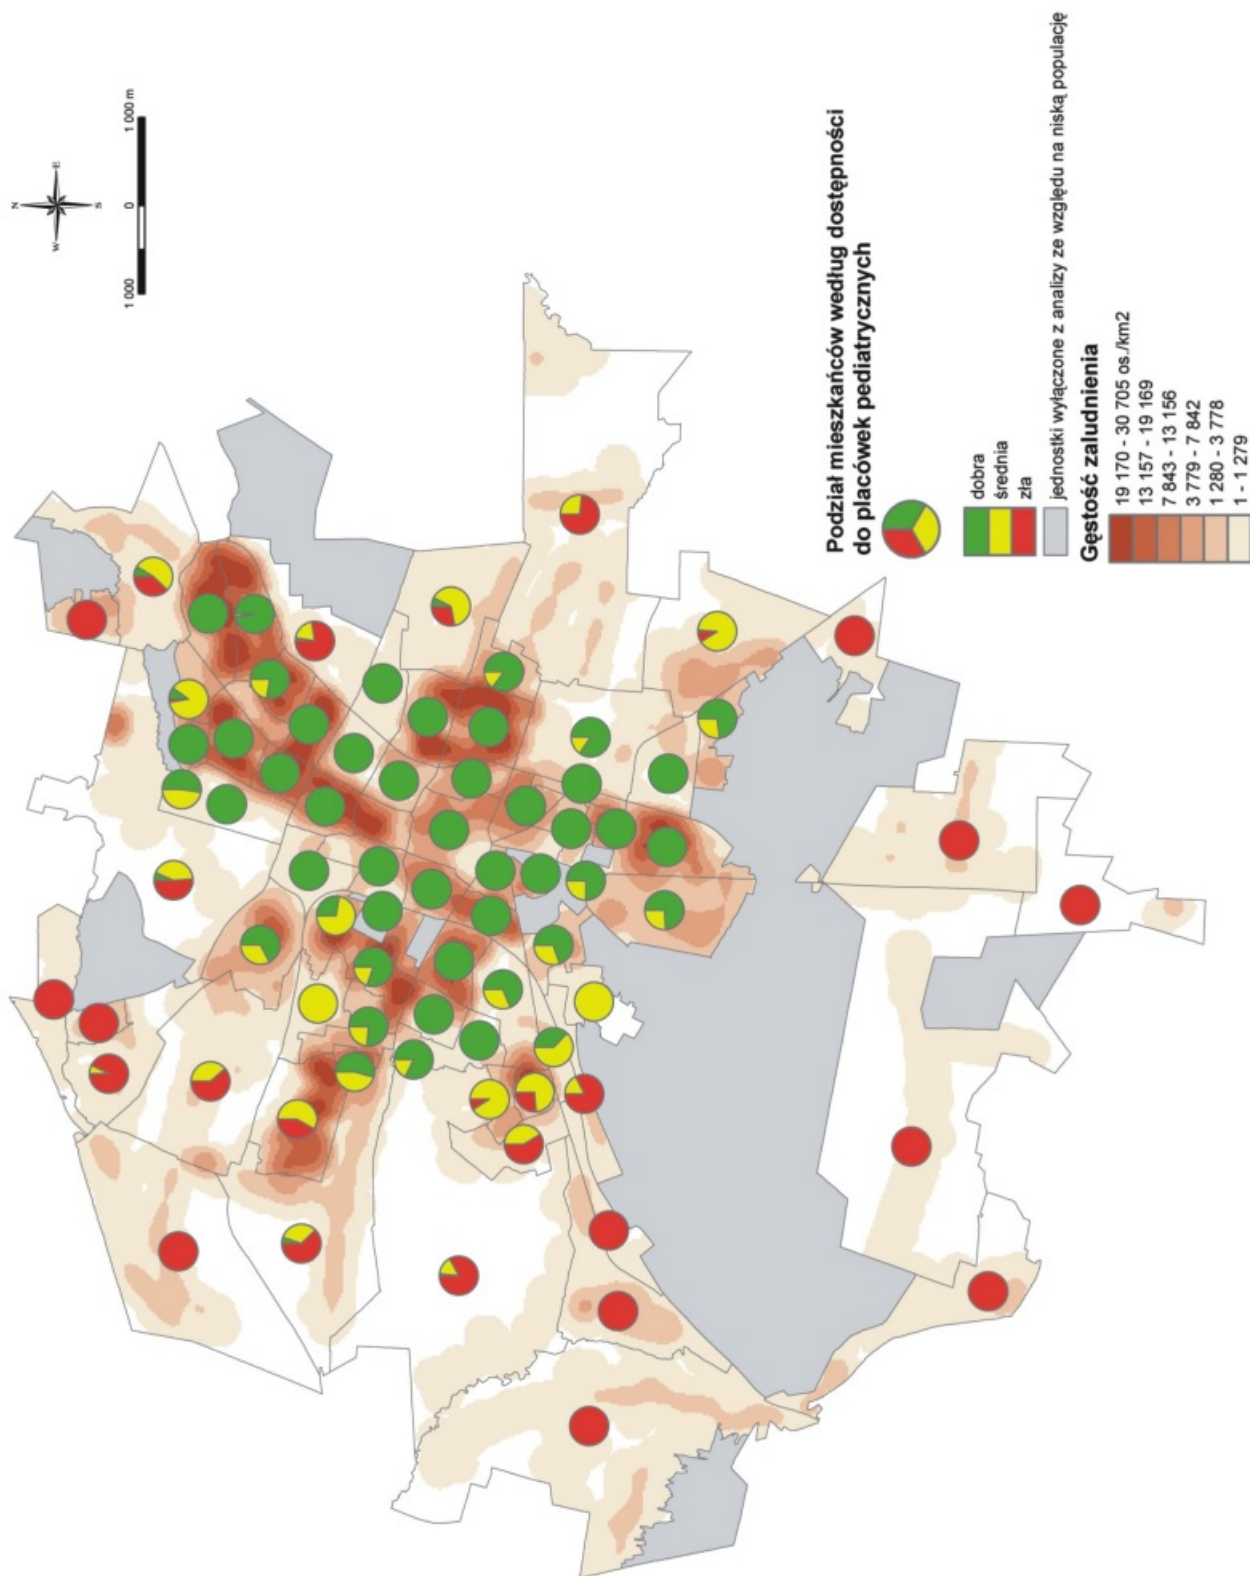 N
W
E
S
1 000
0
1 000 m
Podział mieszkańców według dostępności
do placówek pediatrycznych
dobra
średnia
zła
jednostki wyłączone z analizy ze względu na niską populację
Gęstość zaludnienia
19 170 - 30 705 os./km2
13 157 - 19 169
7 843 - 13 156
3 779 - 7 842
1 280 - 3 778
1 - 1 279